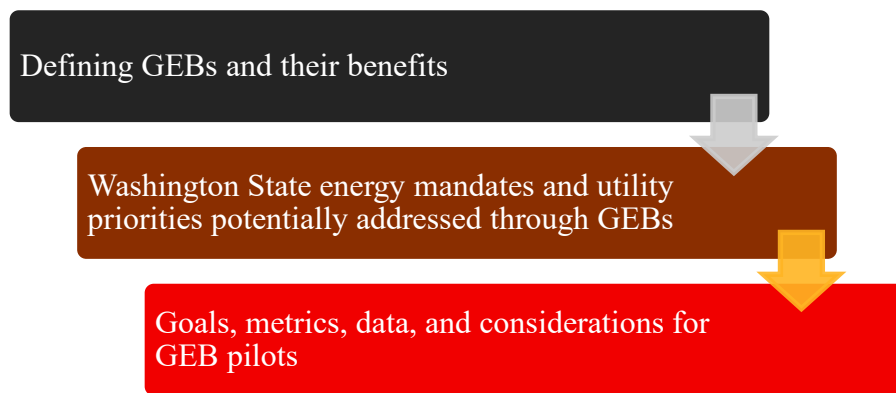 Defining GEBs and their benefits
Washington State energy mandates and utility
priorities potentially addressed through GEBs
Goals, metrics, data, and considerations for
GEB pilots